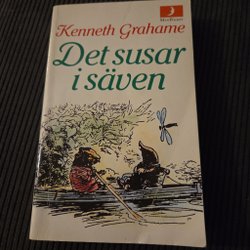 Kenneth Grahame
Det susar
i säven